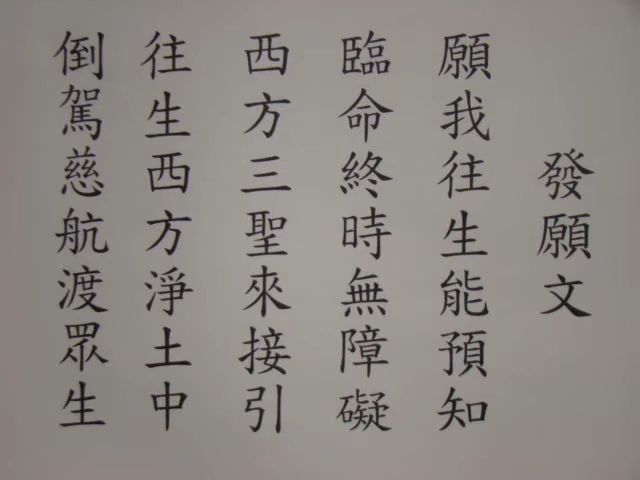 發願文
願我往生能預知
臨命終時無障礙
西方三聖來接引
往生西方淨土中
倒駕慈航渡眾生